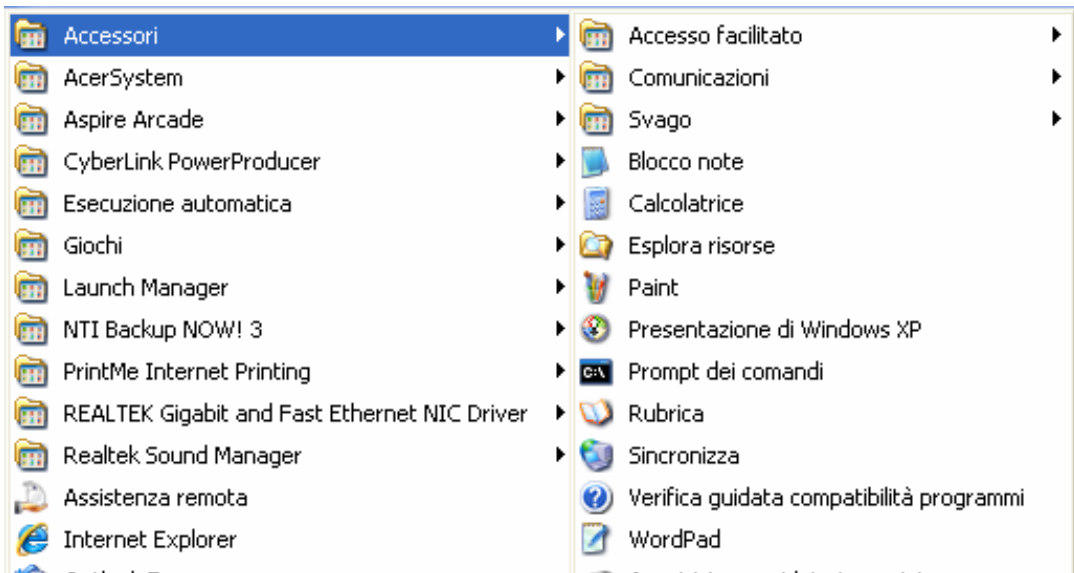 Accessori
AcerSystem
Aspire Arcade
CyberLink PowerProducer
Esecuzione automatica
Giochi
Launch Manager
NTI Backup NOW! 3
PrintMe Internet Printing
REALTEK Gigabit and Fast Ethernet NIC Driver
Realtek Sound Manager
Assistenza remota
Internet Explorer
Accesso facilitato
Comunicazioni
Svago
Blocco note
Calcolatrice
Esplora risorse
Paint
Presentazione di Windows XP
C:\ Prompt dei comandi
Rubrica
Sincronizza
Verifica guidata compatibilità programmi
WordPad